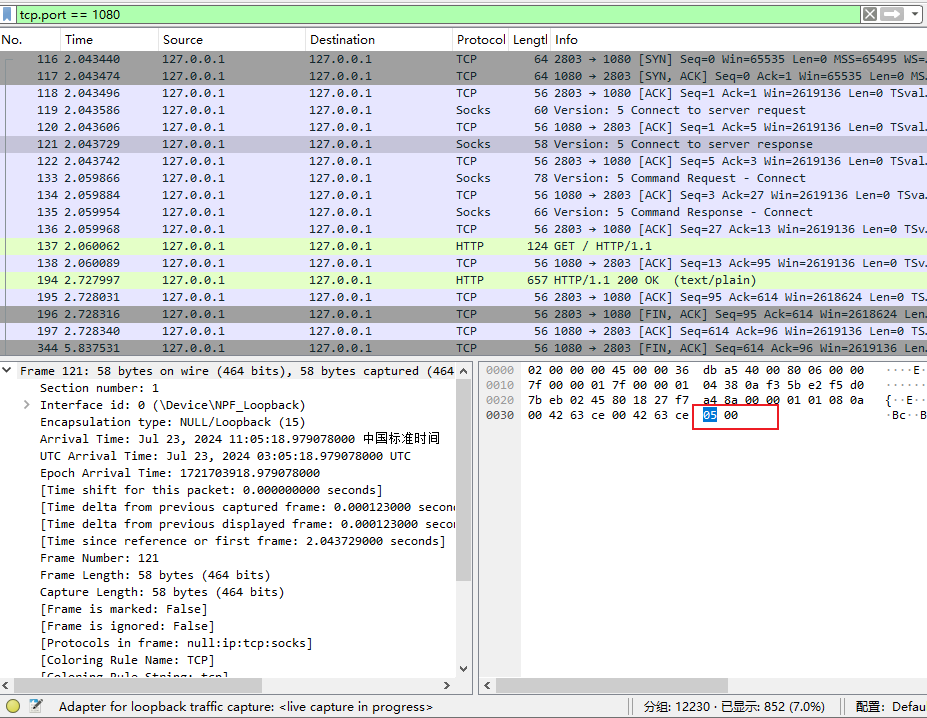 tcp.port == 1080
No. Time Source Destination Protocol Lengtl Info
116 2.043440 127.0.0.1 127.0.0.1 TCP 64 2803 → 1080 [SYN] Seq=0 Win=65535 Len=0 MSS=65495 WS=…
117 2.043474 127.0.0.1 127.0.0.1 TCP 64 1080 → 2803 [SYN, ACK] Seq=0 Ack=1 Win=65535 Len=0 M…
118 2.043496 127.0.0.1 127.0.0.1 TCP 56 2803 → 1080 [ACK] Seq=1 Ack=1 Win=2619136 Len=0 TSval…
119 2.043586 127.0.0.1 127.0.0.1 Socks 60 Version: 5 Connect to server request
120 2.043606 127.0.0.1 127.0.0.1 TCP 56 1080 → 2803 [ACK] Seq=1 Ack=5 Win=2619136 Len=0 TSval…
121 2.043729 127.0.0.1 127.0.0.1 Socks 58 Version: 5 Connect to server response
122 2.043742 127.0.0.1 127.0.0.1 TCP 56 2803 → 1080 [ACK] Seq=5 Ack=3 Win=2619136 Len=0 TSval…
133 2.059866 127.0.0.1 127.0.0.1 Socks 78 Version: 5 Command Request - Connect
134 2.059884 127.0.0.1 127.0.0.1 TCP 56 1080 → 2803 [ACK] Seq=3 Ack=27 Win=2619136 Len=0 TSv…
135 2.059954 127.0.0.1 127.0.0.1 Socks 66 Version: 5 Command Response - Connect
136 2.059968 127.0.0.1 127.0.0.1 TCP 56 2803 → 1080 [ACK] Seq=27 Ack=13 Win=2619136 Len=0 TS…
137 2.060062 127.0.0.1 127.0.0.1 HTTP 124 GET / HTTP/1.1
138 2.060089 127.0.0.1 127.0.0.1 TCP 56 1080 → 2803 [ACK] Seq=13 Ack=95 Win=2619136 Len=0 TS…
194 2.727997 127.0.0.1 127.0.0.1 HTTP 657 HTTP/1.1 200 OK (text/plain)
195 2.728031 127.0.0.1 127.0.0.1 TCP 56 2803 → 1080 [ACK] Seq=95 Ack=614 Win=2618624 Len=0 T…
196 2.728316 127.0.0.1 127.0.0.1 TCP 56 2803 → 1080 [FIN, ACK] Seq=95 Ack=614 Win=2618624 Len…
197 2.728340 127.0.0.1 127.0.0.1 TCP 56 1080 → 2803 [ACK] Seq=614 Ack=96 Win=2619136 Len=0 TS…
344 5.837531 127.0.0.1 127.0.0.1 TCP 56 1080 → 2803 [FIN, ACK] Seq=614 Ack=96 Win=2619136 Len…
Frame 121: 58 bytes on wire (464 bits), 58 bytes captured (464
Section number: 1
Interface id: 0 (\Device\NPF_Loopback)
Encapsulation type: NULL/Loopback (15)
Arrival Time: Jul 23, 2024 11:05:18.979078000 中国标准时间
UTC Arrival Time: Jul 23, 2024 03:05:18.979078000 UTC
Epoch Arrival Time: 1721703918.979078000
[Time shift for this packet: 0.000000000 seconds]
[Time delta from previous captured frame: 0.000123000 secon
[Time delta from previous displayed frame: 0.000123000 seco
[Time since reference or first frame: 2.043729000 seconds]
Frame Number: 121
Frame Length: 58 bytes (464 bits)
Capture Length: 58 bytes (464 bits)
[Frame is marked: False]
[Frame is ignored: False]
[Protocols in frame: null:ip:tcp:socks]
[Coloring Rule Name: TCP]
[Coloring Rule String: tcp]
0000 02 00 00 00 45 00 00 36 db a5 40 00 80 06 00 00 ····E·
0010 7f 00 00 01 7f 00 00 01 04 38 0a f3 5b e2 f5 d0
0020 7b eb 02 45 80 18 27 f7 a4 8a 00 00 01 01 08 0a {··E··
0030 00 42 63 ce 00 42 63 ce 05 00 ·Bc··B
Adapter for loopback traffic capture: <live capture in progress>
分组: 12230 · 已显示: 852 (7.0%)
配置: Defau